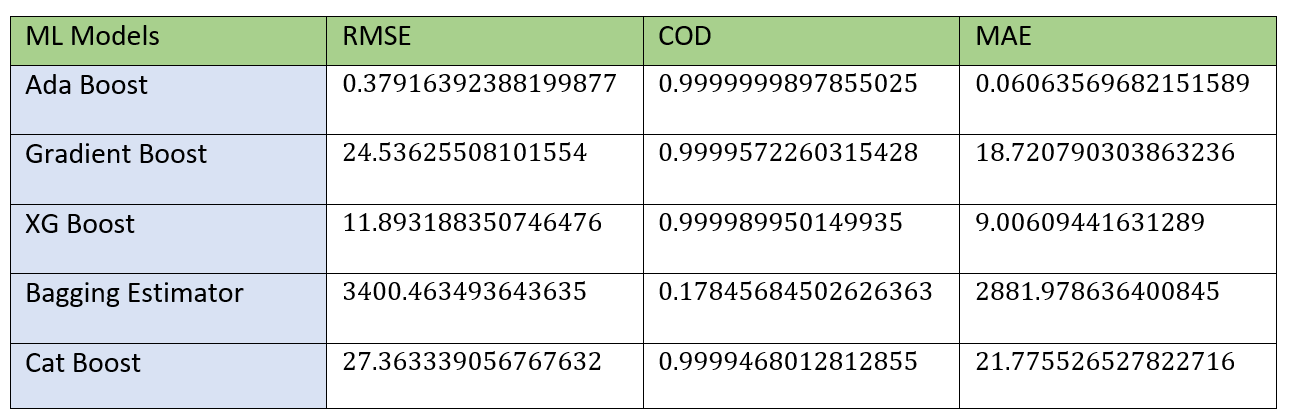 ML Models RMSE COD MAE
Ada Boost 0.37916392388199877 0.9999999897855025 0.06063569682151589
Gradient Boost 24.53625508101554 0.9999572260315428 18.720790303863236
XG Boost 11.893188350746476 0.999989950149935 9.00609441631289
Bagging Estimator 3400.463493643635 0.17845684502626363 2881.978636400845
Cat Boost 27.363339056767632 0.9999468012812855 21.775526527822716